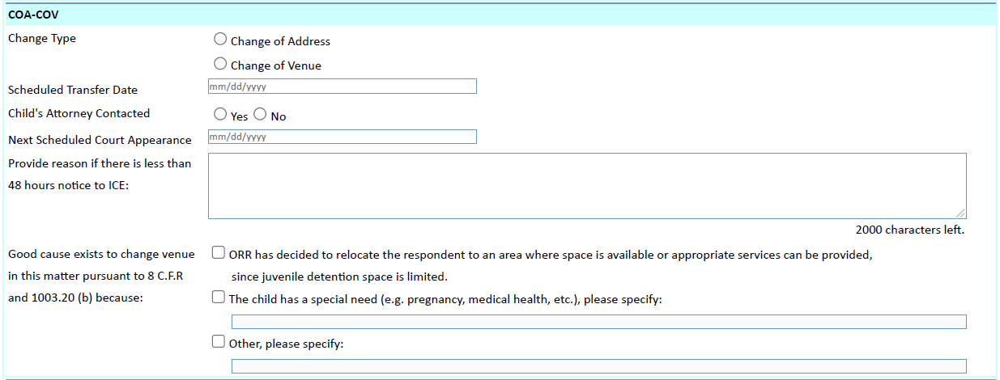 COA-COV
Change Type
Change of Address
Change of Venue
Scheduled Transfer Date
mm/dd/yyyy
Child's Attorney Contacted
Yes No
Next Scheduled Court Appearance
mm/dd/yyyy
Provide reason if there is less than
48 hours notice to ICE:
2000 characters left.
Good cause exists to change venue
in this matter pursuant to 8 C.F.R
and 1003.20 (b) because:
ORR has decided to relocate the respondent to an area where space is available or appropriate services can be provided,
since juvenile detention space is limited.
The child has a special need (e.g. pregnancy, medical health, etc.), please specify:
Other, please specify: